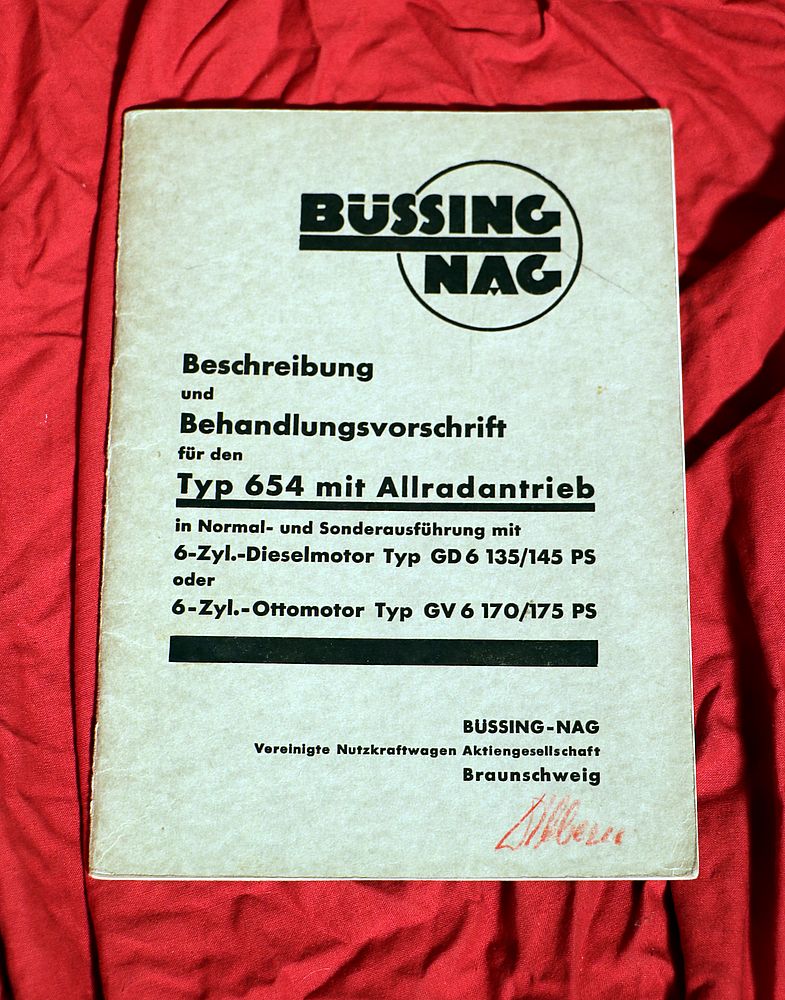 BÜSSING
NAG
Beschreibung
und
Behandlungsvorschrift
für den
Typ 654 mit Allradantrieb
in Normal- und Sonderausführung mit
6-Zyl.-Dieselmotor Typ GD 6 135/145 PS
oder
6-Zyl.-Ottomotor Typ GV 6 170/175 PS
BÜSSING-NAG
Vereinigte Nutzkraftwagen Aktiengesellschaft
Braunschweig